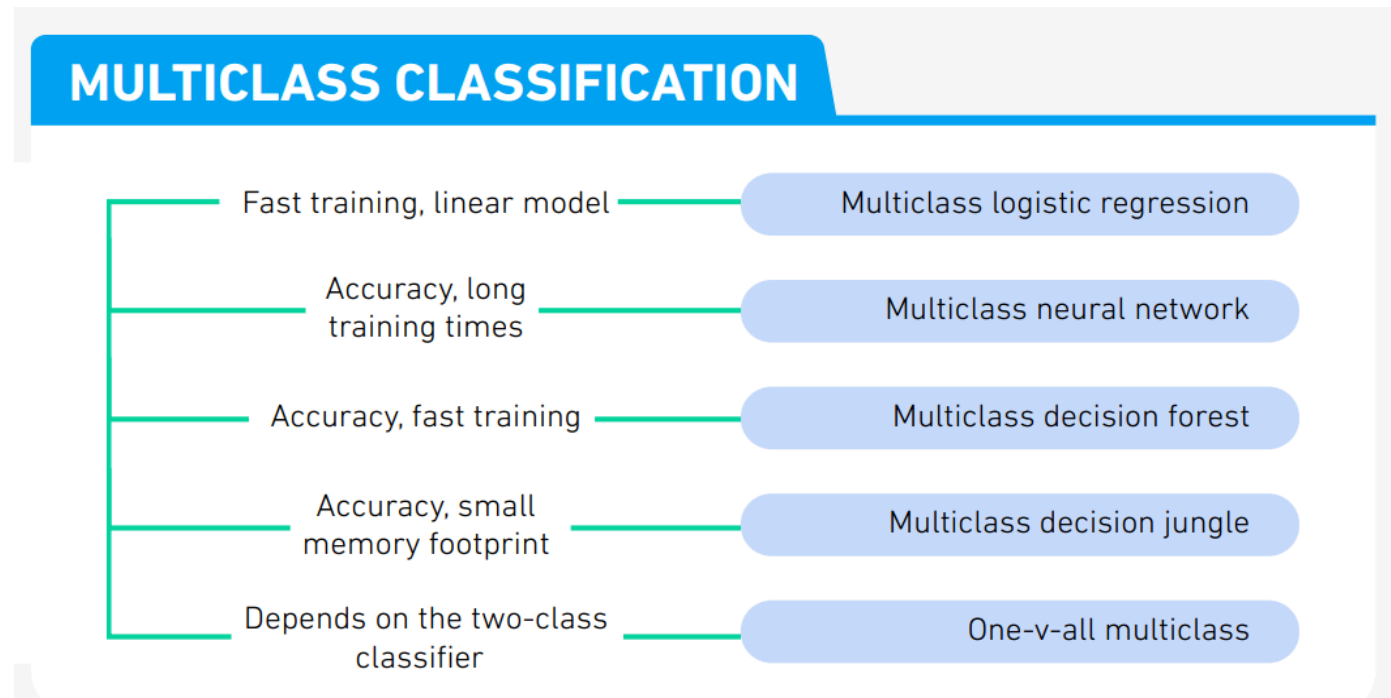 MULTICLASS CLASSIFICATION
Fast training, linear model
Multiclass logistic regression
Accuracy, long
training times
Multiclass neural network
Accuracy, fast training
Multiclass decision forest
Accuracy, small
memory footprint
Multiclass decision jungle
Depends on the two-class
classifier
One-v-all multiclass